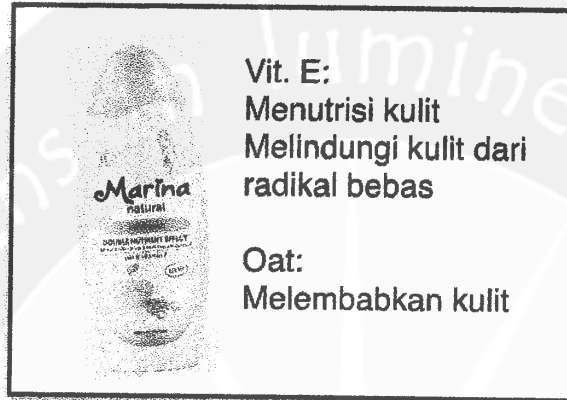 Marina
natural
DOUBLE NUTRIENT EFFECT
Vit. E:
Menutrisi kulit
Melindungi kulit dari
radikal bebas
Oat:
Melembabkan kulit